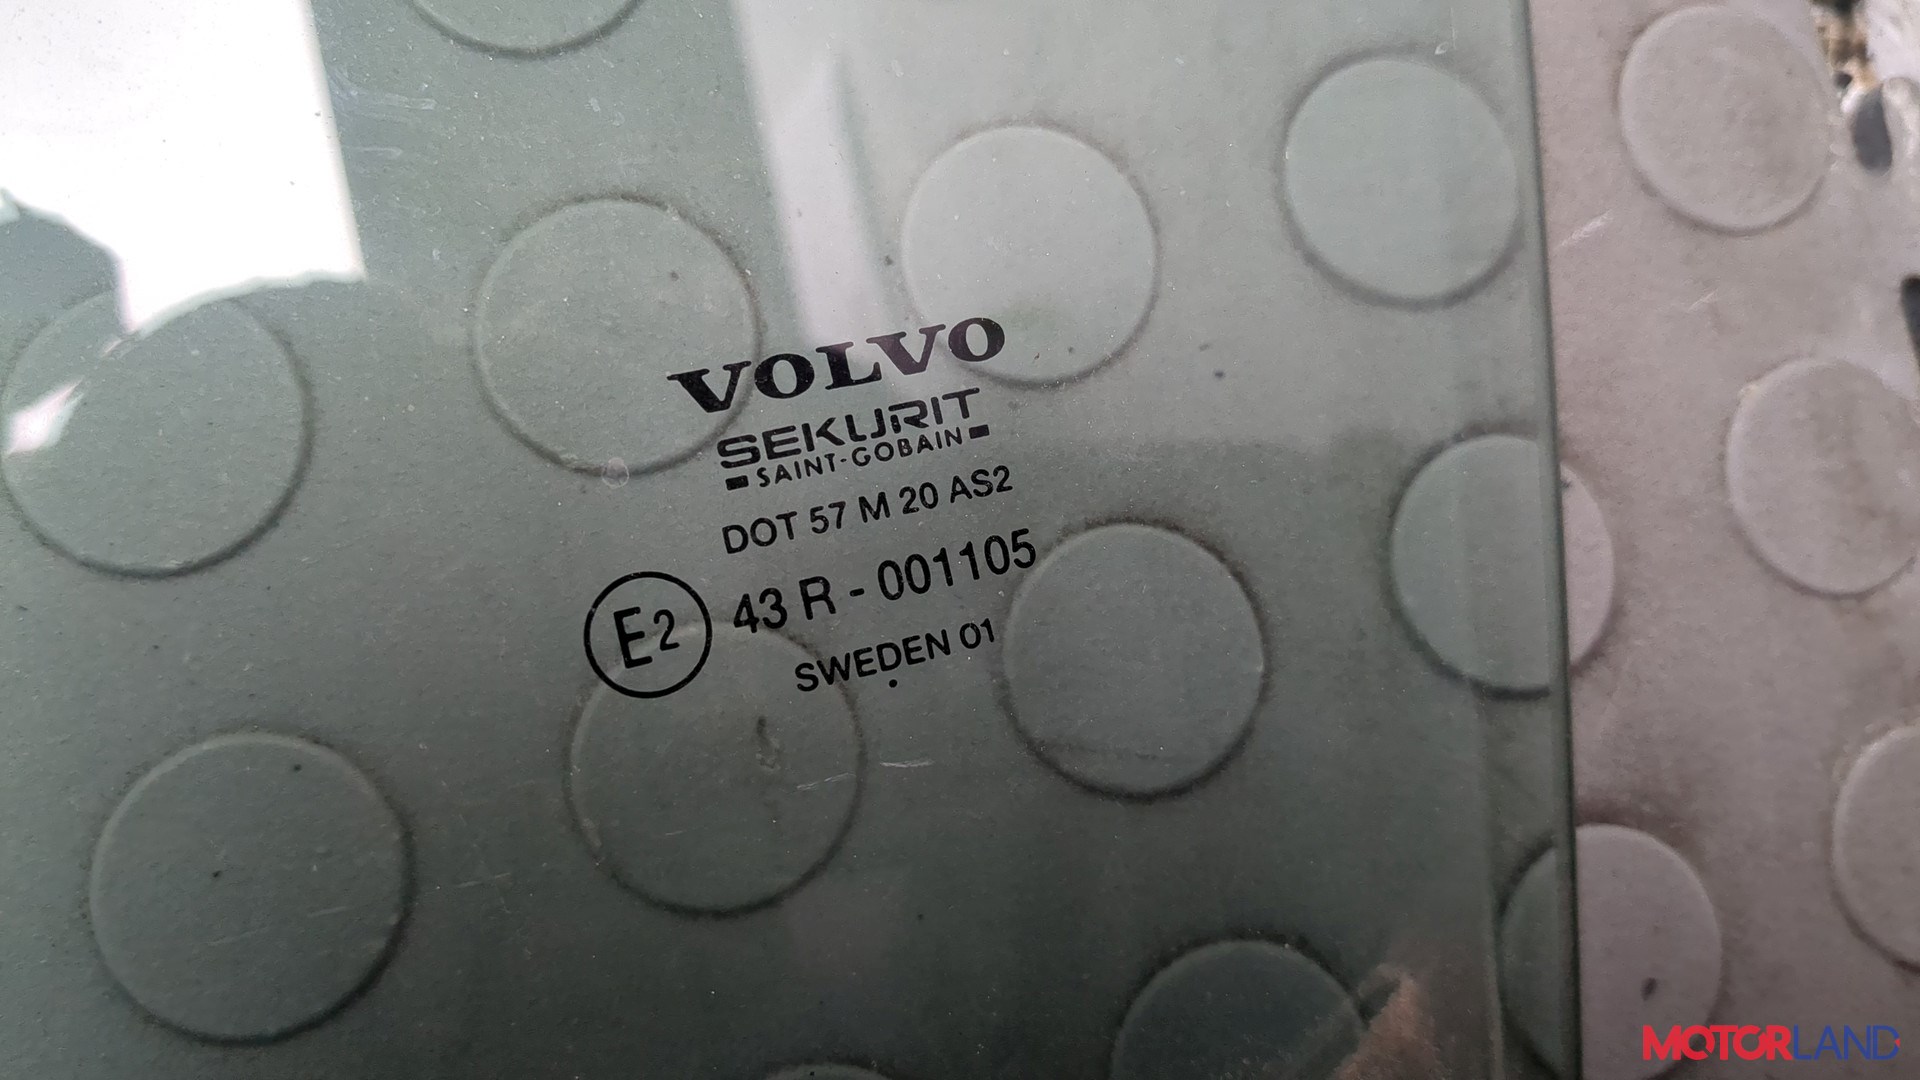 VOLVO
SEKURIT
SAINT-GOBAIN
DOT 57 M 20 AS2
E2 43 R - 001105
SWEDEN 01
MOTORLAND